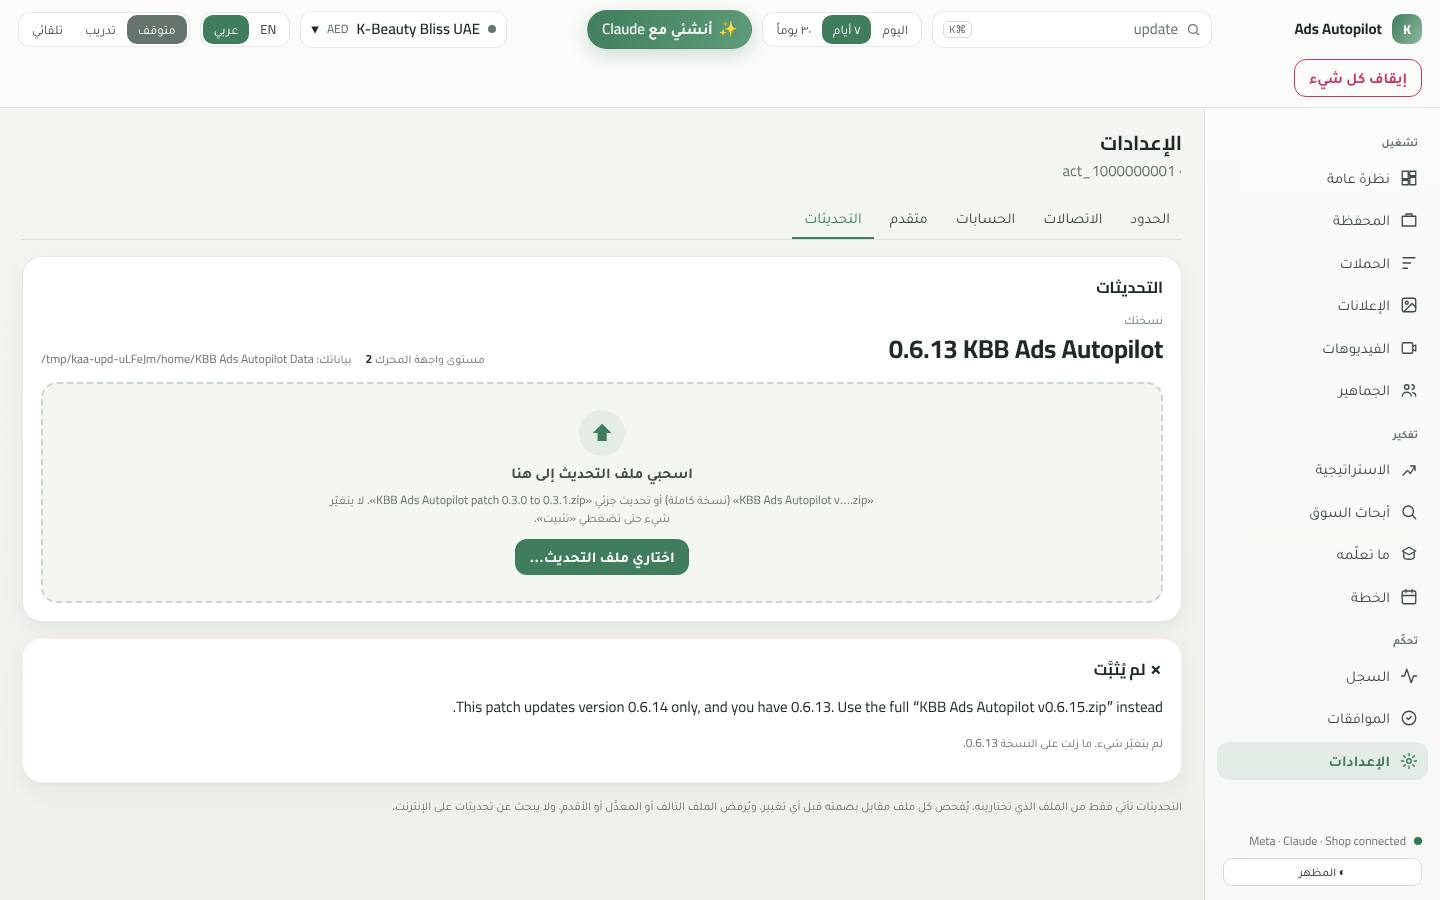 K Ads Autopilot
update ⌘K
اليوم ٧ أيام ٣٠ يوماً
✨ أنشئي مع Claude
K-Beauty Bliss UAE AED ▾
EN عربي
متوقف تدريب تلقائي
إيقاف كل شيء
تشغيل
نظرة عامة
المحفظة
الحملات
الإعلانات
الفيديوهات
الجماهير
تفكير
الاستراتيجية
أبحاث السوق
ما تعلّمه
الخطة
تحكّم
السجل
الموافقات
الإعدادات
Meta · Claude · Shop connected
المظهر
الإعدادات
· act_1000000001
الحدود الاتصالات الحسابات متقدم التحديثات
التحديثات
نسختك
0.6.13 KBB Ads Autopilot
مستوى واجهة المحرك 2 بياناتك: /tmp/kaa-upd-uLFeJm/home/KBB Ads Autopilot Data
اسحبي ملف التحديث إلى هنا
«KBB Ads Autopilot v….zip» (نسخة كاملة) أو تحديث جزئي «KBB Ads Autopilot patch 0.3.0 to 0.3.1.zip». لا يتغيّر
شيء حتى تضغطي «تثبيت».
اختاري ملف التحديث…
× لم يُثبَّت
This patch updates version 0.6.14 only, and you have 0.6.13. Use the full “KBB Ads Autopilot v0.6.15.zip” instead.
لم يتغيّر شيء. ما زلتِ على النسخة 0.6.13.
التحديثات تأتي فقط من الملف الذي تختارينه. يُفحص كل ملف مقابل بصمته قبل أي تغيير، ويُرفض الملف التالف أو المعدَّل أو الأقدم. ولا يبحث عن تحديثات على الإنترنت.